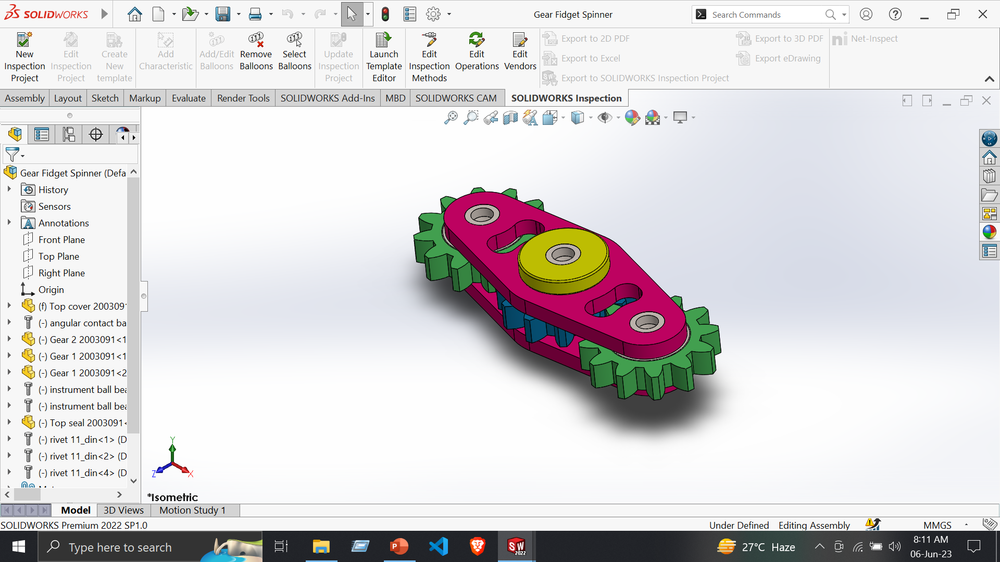 SOLIDWORKS
Gear Fidget Spinner
Search Commands
New Inspection Project
Edit Inspection Project
Create New template
Add Characteristic
Add/Edit Balloons
Remove Balloons
Select Balloons
Update Inspection Project
Launch Template Editor
Edit Inspection Methods
Edit Operations
Edit Vendors
Export to 2D PDF
Export to Excel
Export to SOLIDWORKS Inspection Project
Export to 3D PDF
Export eDrawing
Net-Inspect
Assembly
Layout
Sketch
Markup
Evaluate
Render Tools
SOLIDWORKS Add-Ins
MBD
SOLIDWORKS CAM
SOLIDWORKS Inspection
Gear Fidget Spinner (Defa
History
Sensors
Annotations
Front Plane
Top Plane
Right Plane
Origin
(f) Top cover 200309
(-) angular contact ba
(-) Gear 2 2003091<1
(-) Gear 1 2003091<1
(-) Gear 1 2003091<2
(-) instrument ball bea
(-) instrument ball bea
(-) Top seal 2003091<
(-) rivet 11_din<1> (D
(-) rivet 11_din<2> (D
(-) rivet 11_din<4> (D
Y
Z
X
*Isometric
Model
3D Views
Motion Study 1
SOLIDWORKS Premium 2022 SP1.0
Under Defined
Editing Assembly
MMGS
Type here to search
27°C Haze
8:11 AM
06-Jun-23